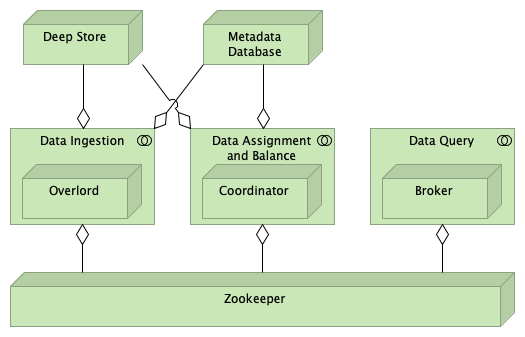 Deep Store
Metadata
Database
Data Ingestion
Data Assignment
and Balance
Data Query
Overlord
Coordinator
Broker
Zookeeper